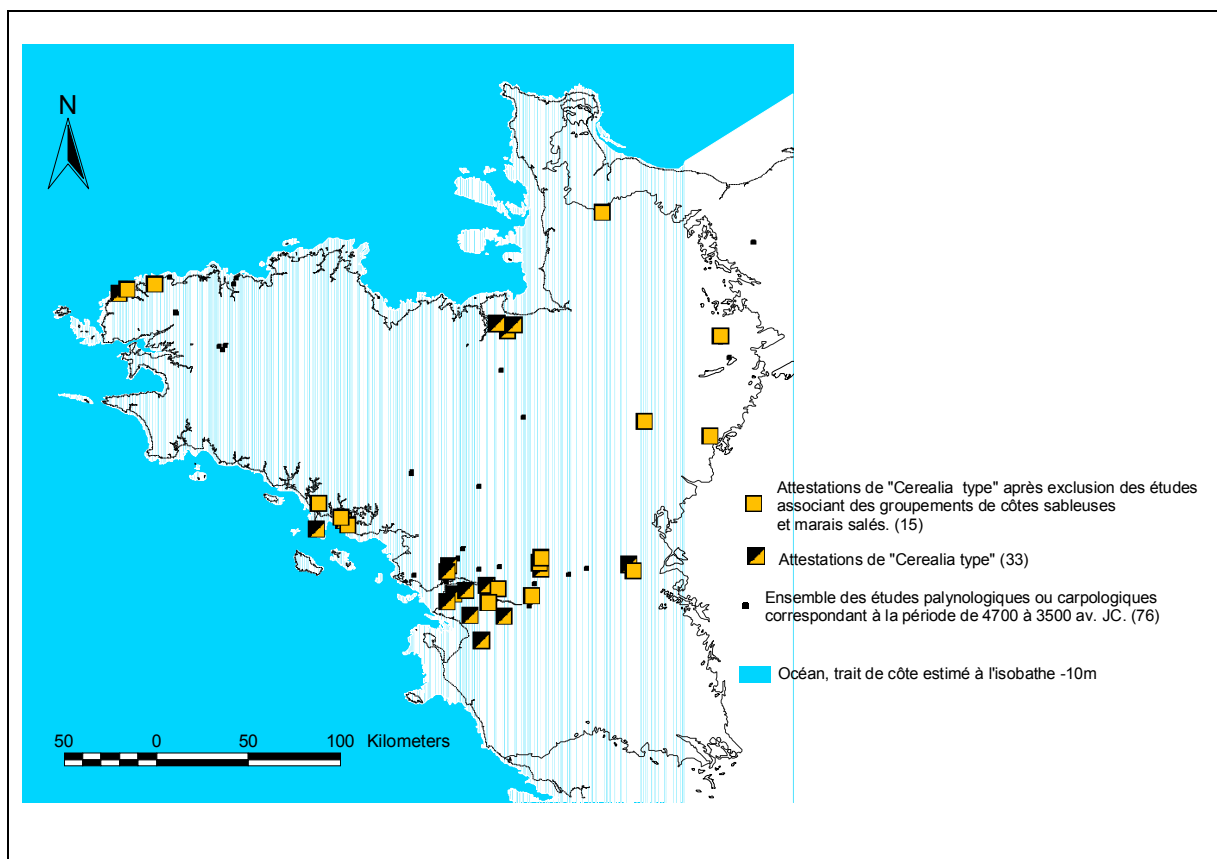 N
Attestations de "Cerealia type" après exclusion des études
associant des groupements de côtes sableuses
et marais salés. (15)
Attestations de "Cerealia type" (33)
Ensemble des études palynologiques ou carpologiques
correspondant à la période de 4700 à 3500 av. JC. (76)
Océan, trait de côte estimé à l'isobathe -10m
50 0 50 100 Kilometers